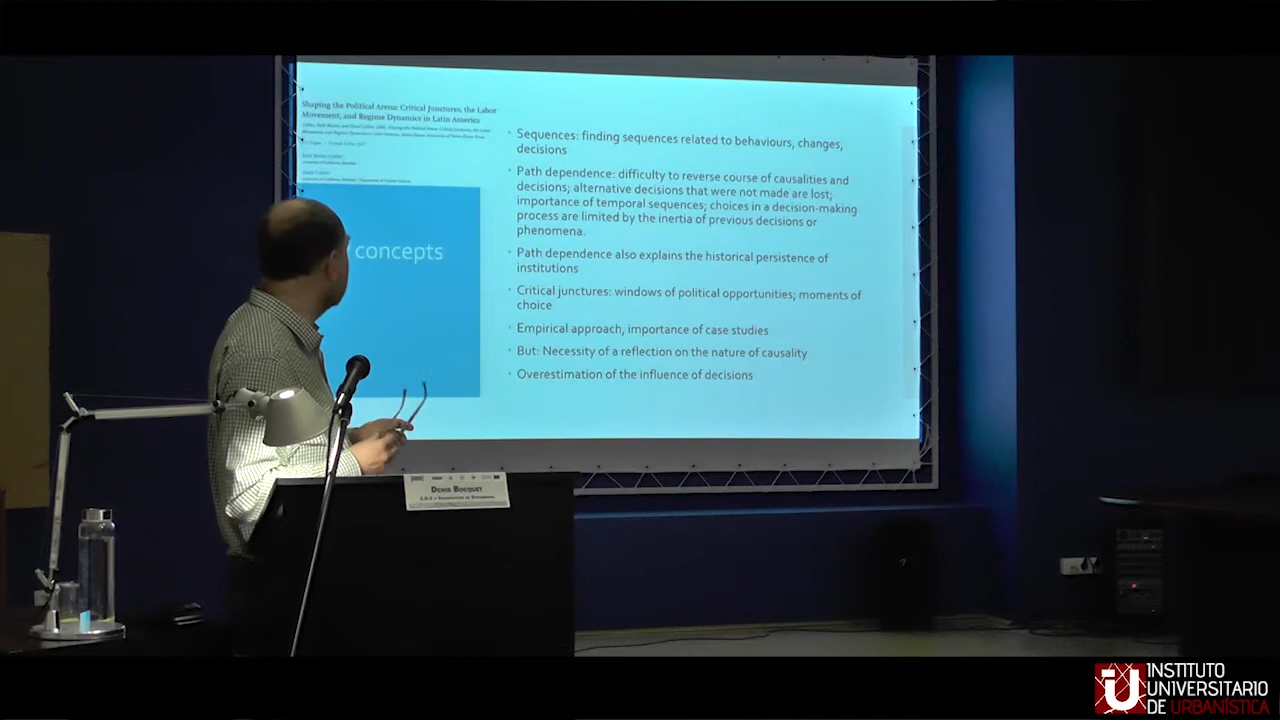 Shaping the Political Arena: Critical Junctures, the Labor
Movement, and Regime Dynamics in Latin America
concepts
Sequences: finding sequences related to behaviours, changes,
decisions
Path dependence: difficulty to reverse course of causalities and
decisions; alternative decisions that were not made are lost;
importance of temporal sequences; choices in a decision-making
process are limited by the inertia of previous decisions or
phenomena.
Path dependence also explains the historical persistence of
institutions
Critical junctures: windows of political opportunities; moments of
choice
Empirical approach, importance of case studies
But: Necessity of a reflection on the nature of causality
Overestimation of the influence of decisions
DENIS BOCQUET
INSTITUTO
UNIVERSITARIO
DE URBANÍSTICA